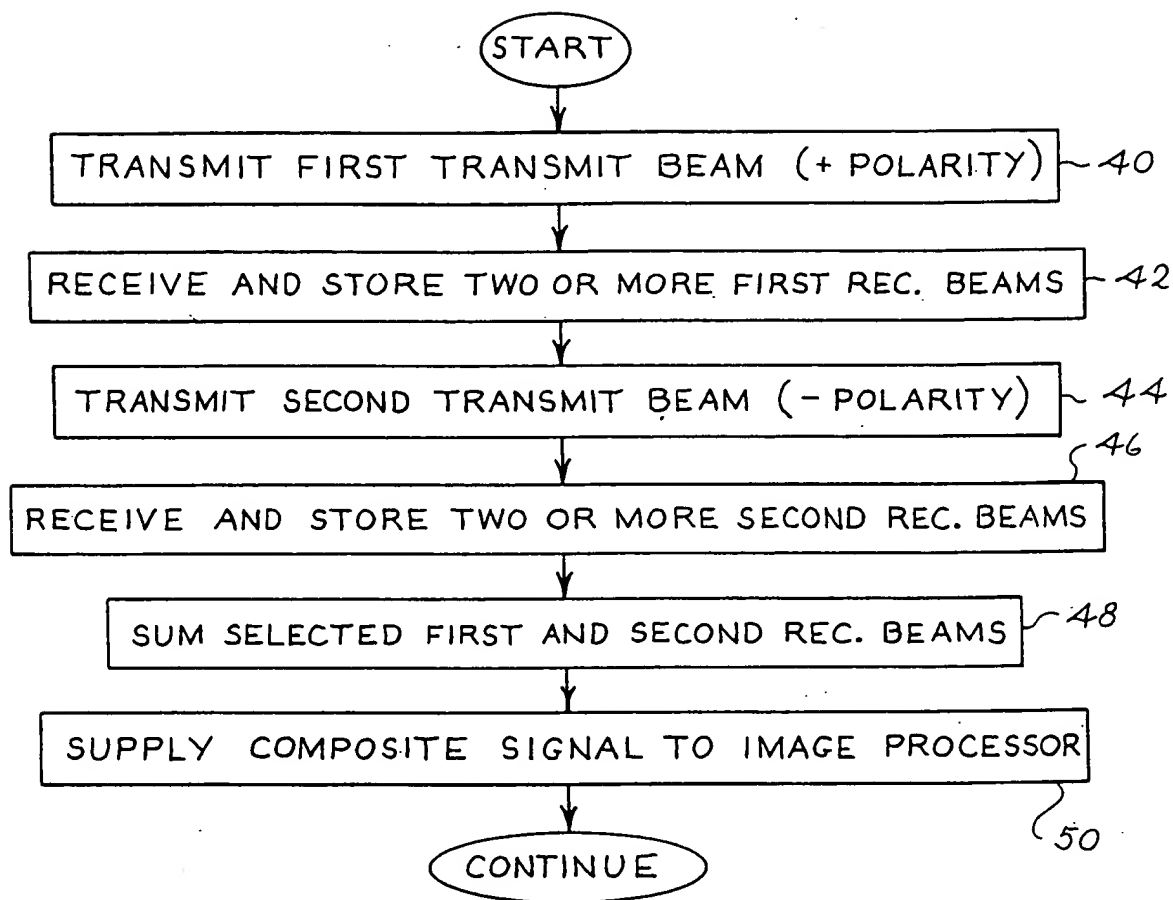 START
TRANSMIT FIRST TRANSMIT BEAM (+ POLARITY) 40
RECEIVE AND STORE TWO OR MORE FIRST REC. BEAMS 42
TRANSMIT SECOND TRANSMIT BEAM (- POLARITY) 44
46
RECEIVE AND STORE TWO OR MORE SECOND REC. BEAMS
SUM SELECTED FIRST AND SECOND REC. BEAMS 48
SUPPLY COMPOSITE SIGNAL TO IMAGE PROCESSOR
50
CONTINUE